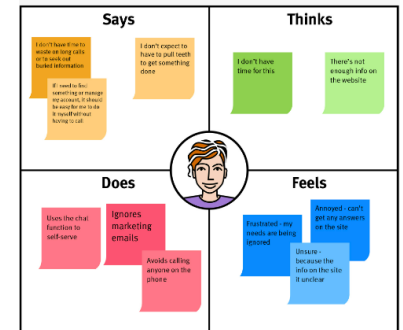 Says
I don't have time to
waste on long calls
or to seek out
buried information
If I need to find
something or manage
my account, it should
be easy for me to do
it myself without
having to call
I don't expect to
have to pull teeth
to get something
done
Thinks
I don't have
time for this
There's not
enough info on
the website
Does
Uses the chat
function to
self-serve
Ignores
marketing
emails
Avoids calling
anyone on the
phone
Feels
Frustrated - my
needs are being
ignored
Annoyed - can't
get any answers
on the site
Unsure -
because the
info on the site
it unclear